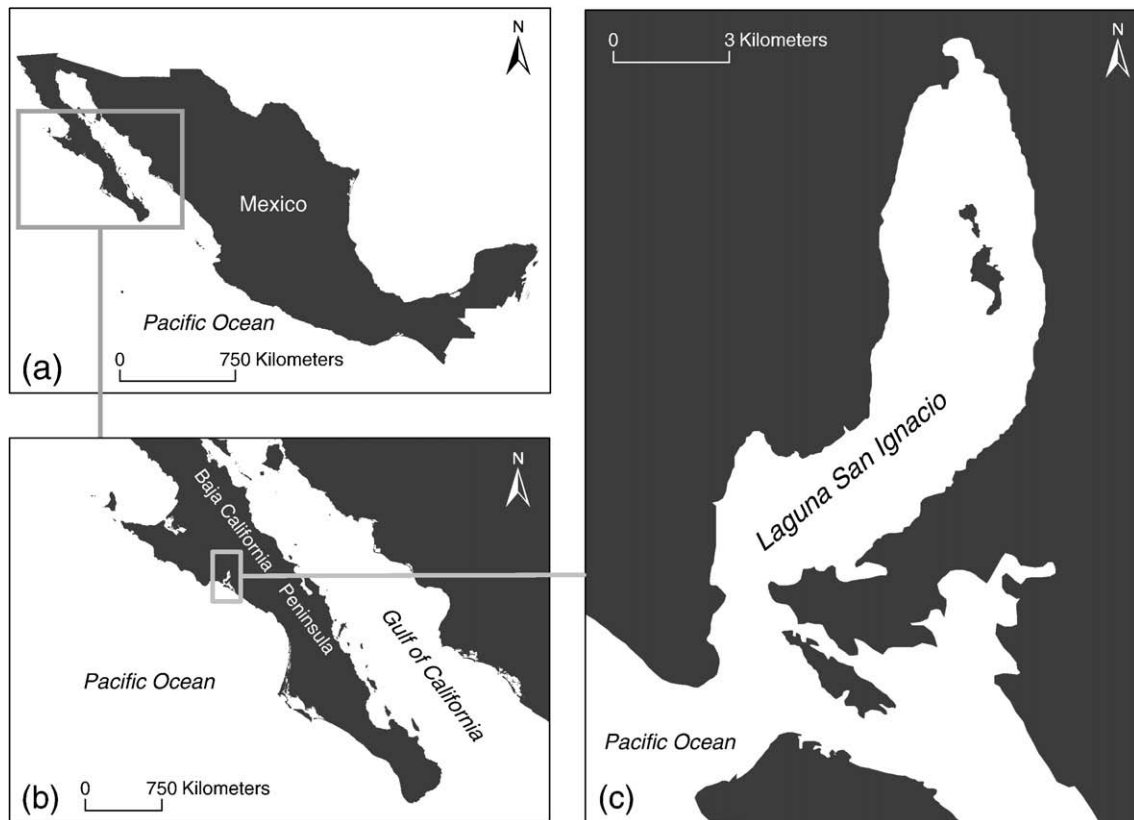 N
Mexico
Pacific Ocean
0 750 Kilometers
(a)
N
Baja California
Peninsula
Gulf of California
Pacific Ocean
0 750 Kilometers
(b)
0 3 Kilometers
N
Laguna San Ignacio
Pacific Ocean
(c)